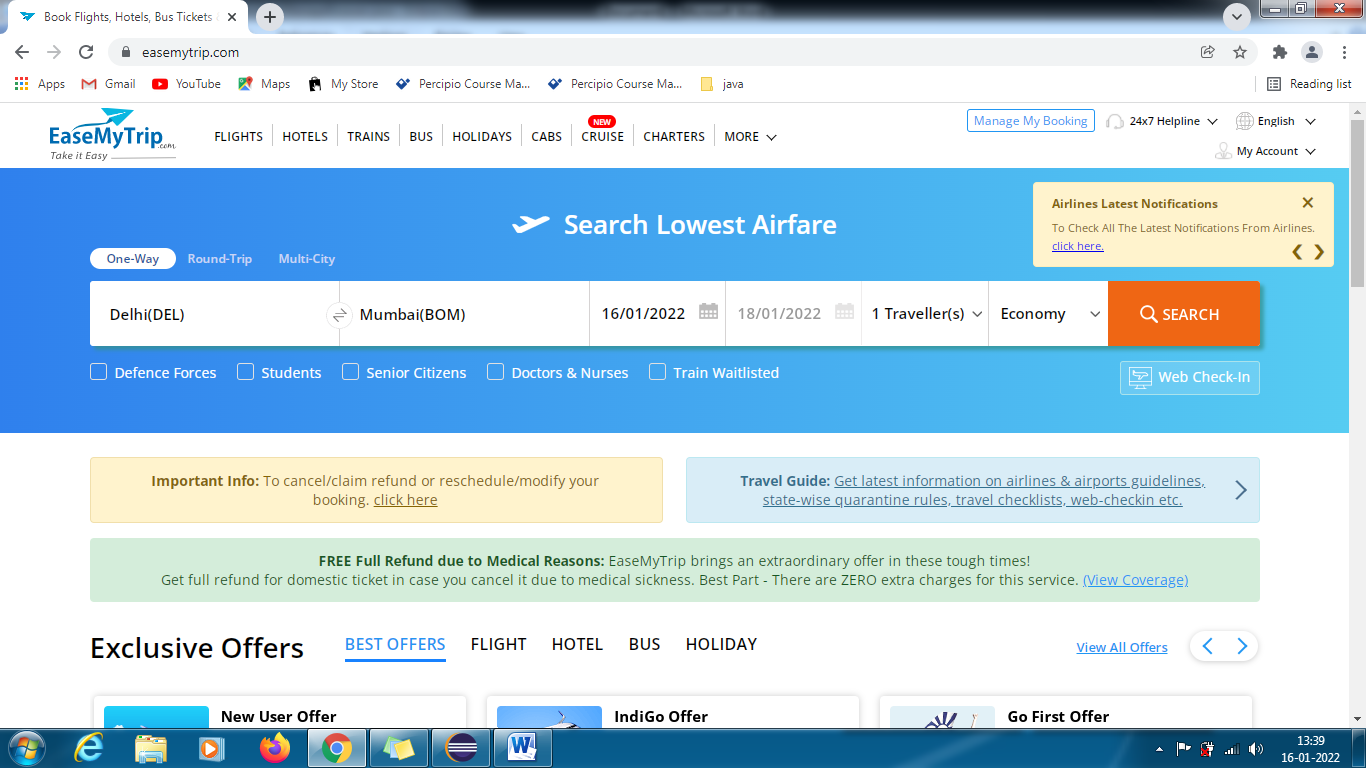 Book Flights, Hotels, Bus Tickets
easemytrip.com
Apps Gmail YouTube Maps My Store Percipio Course Ma... Percipio Course Ma... java Reading list
EaseMyTrip.com
Take it Easy
FLIGHTS HOTELS TRAINS BUS HOLIDAYS CABS CRUISE CHARTERS MORE
NEW
Manage My Booking 24x7 Helpline English
My Account
Airlines Latest Notifications
To Check All The Latest Notifications From Airlines.
click here.
Search Lowest Airfare
One-Way Round-Trip Multi-City
Delhi(DEL) Mumbai(BOM) 16/01/2022 18/01/2022 1 Traveller(s) Economy SEARCH
Defence Forces Students Senior Citizens Doctors & Nurses Train Waitlisted
Web Check-In
Important Info: To cancel/claim refund or reschedule/modify your
booking. click here
Travel Guide: Get latest information on airlines & airports guidelines,
state-wise quarantine rules, travel checklists, web-checkin etc.
FREE Full Refund due to Medical Reasons: EaseMyTrip brings an extraordinary offer in these tough times!
Get full refund for domestic ticket in case you cancel it due to medical sickness. Best Part - There are ZERO extra charges for this service. (View Coverage)
Exclusive Offers BEST OFFERS FLIGHT HOTEL BUS HOLIDAY View All Offers
New User Offer IndiGo Offer Go First Offer
13:39
16-01-2022